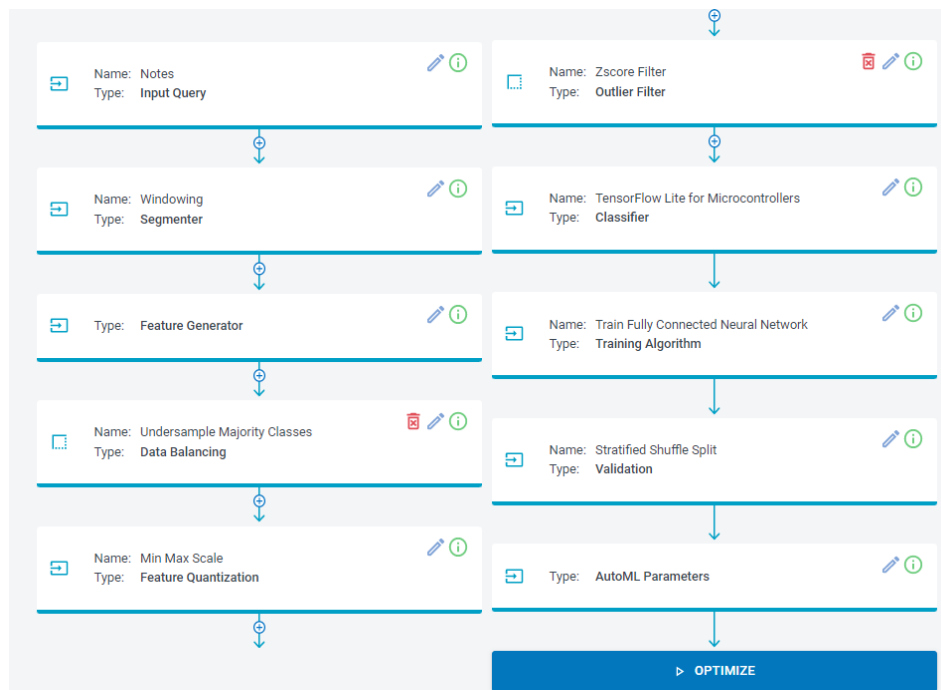 Name: Notes
Type: Input Query
Name: Windowing
Type: Segmenter
Type: Feature Generator
Name: Undersample Majority Classes
Type: Data Balancing
Name: Min Max Scale
Type: Feature Quantization
Name: Zscore Filter
Type: Outlier Filter
Name: TensorFlow Lite for Microcontrollers
Type: Classifier
Name: Train Fully Connected Neural Network
Type: Training Algorithm
Name: Stratified Shuffle Split
Type: Validation
Type: AutoML Parameters
OPTIMIZE